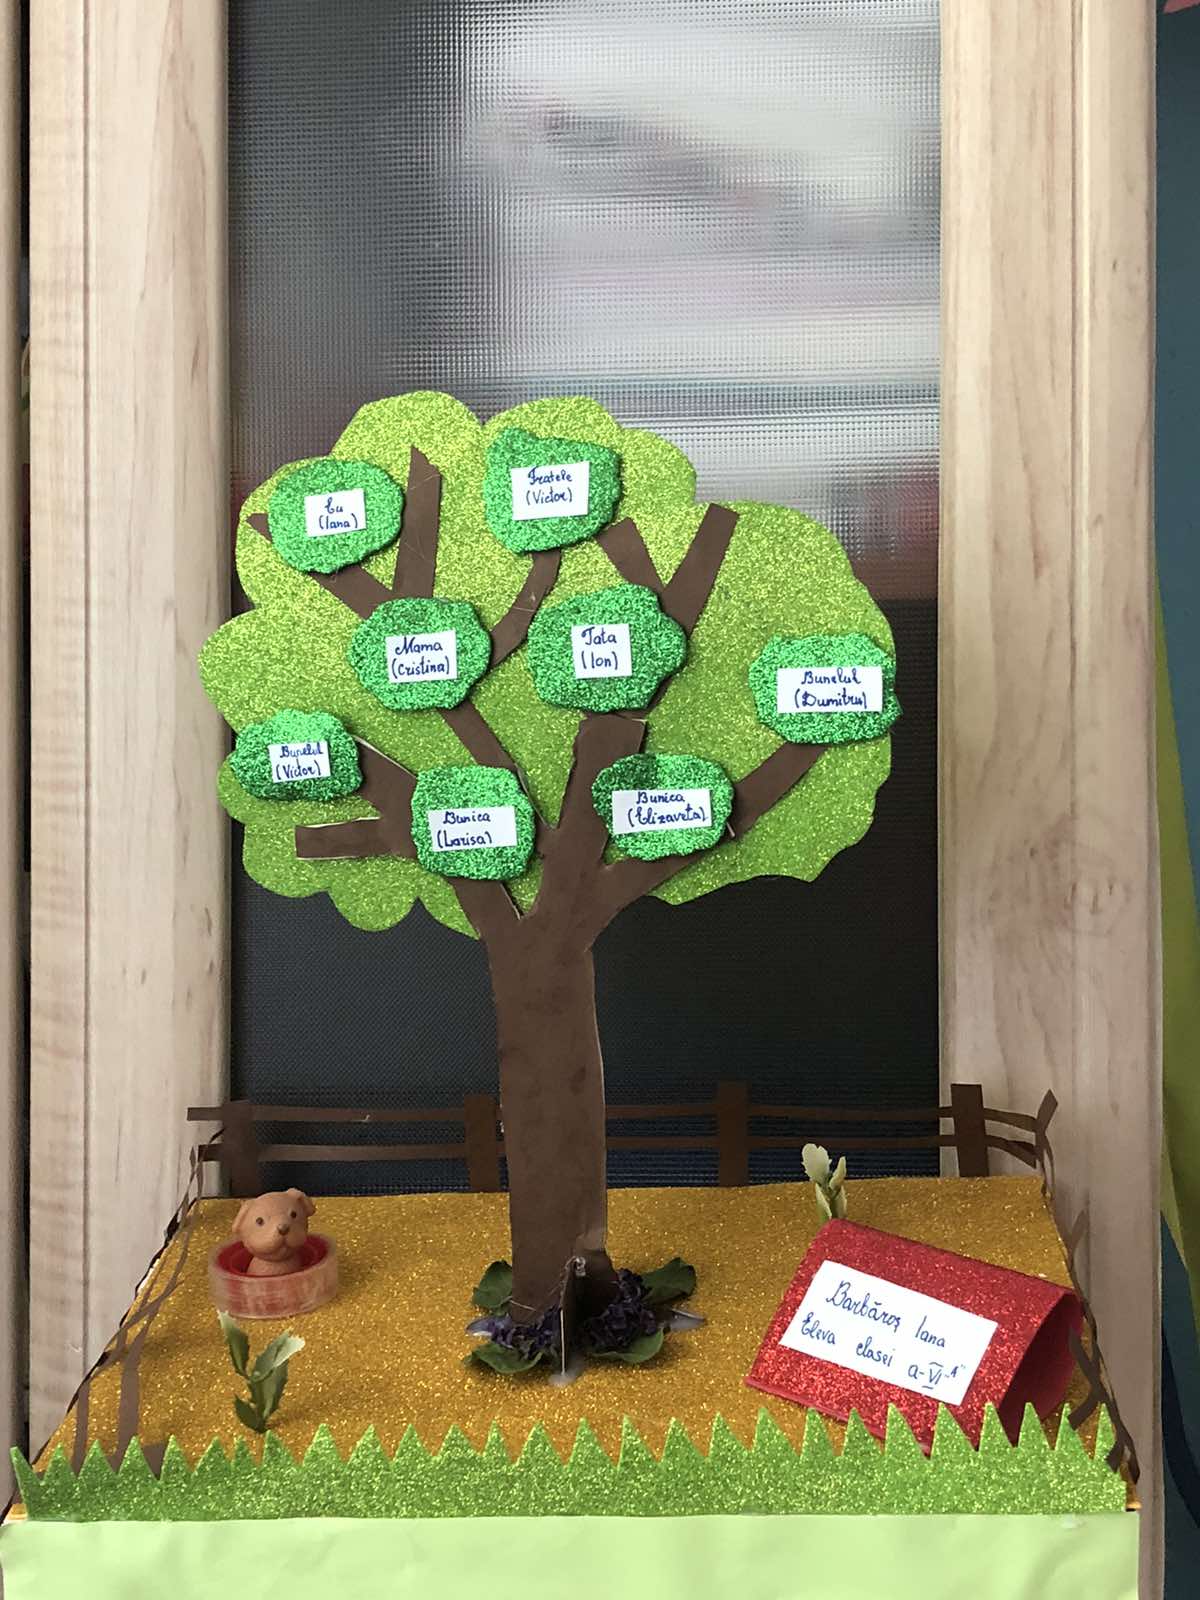 Eu
(Iana)
Fratele
(Victor)
Mama
(Cristina)
Tata
(Ion)
Bunelul
(Dumitru)
Bunelul
(Victor)
Bunica
(Larisa)
Bunica
(Elizaveta)
Barbăroș Iana
Eleva clasei a-VI-"A"